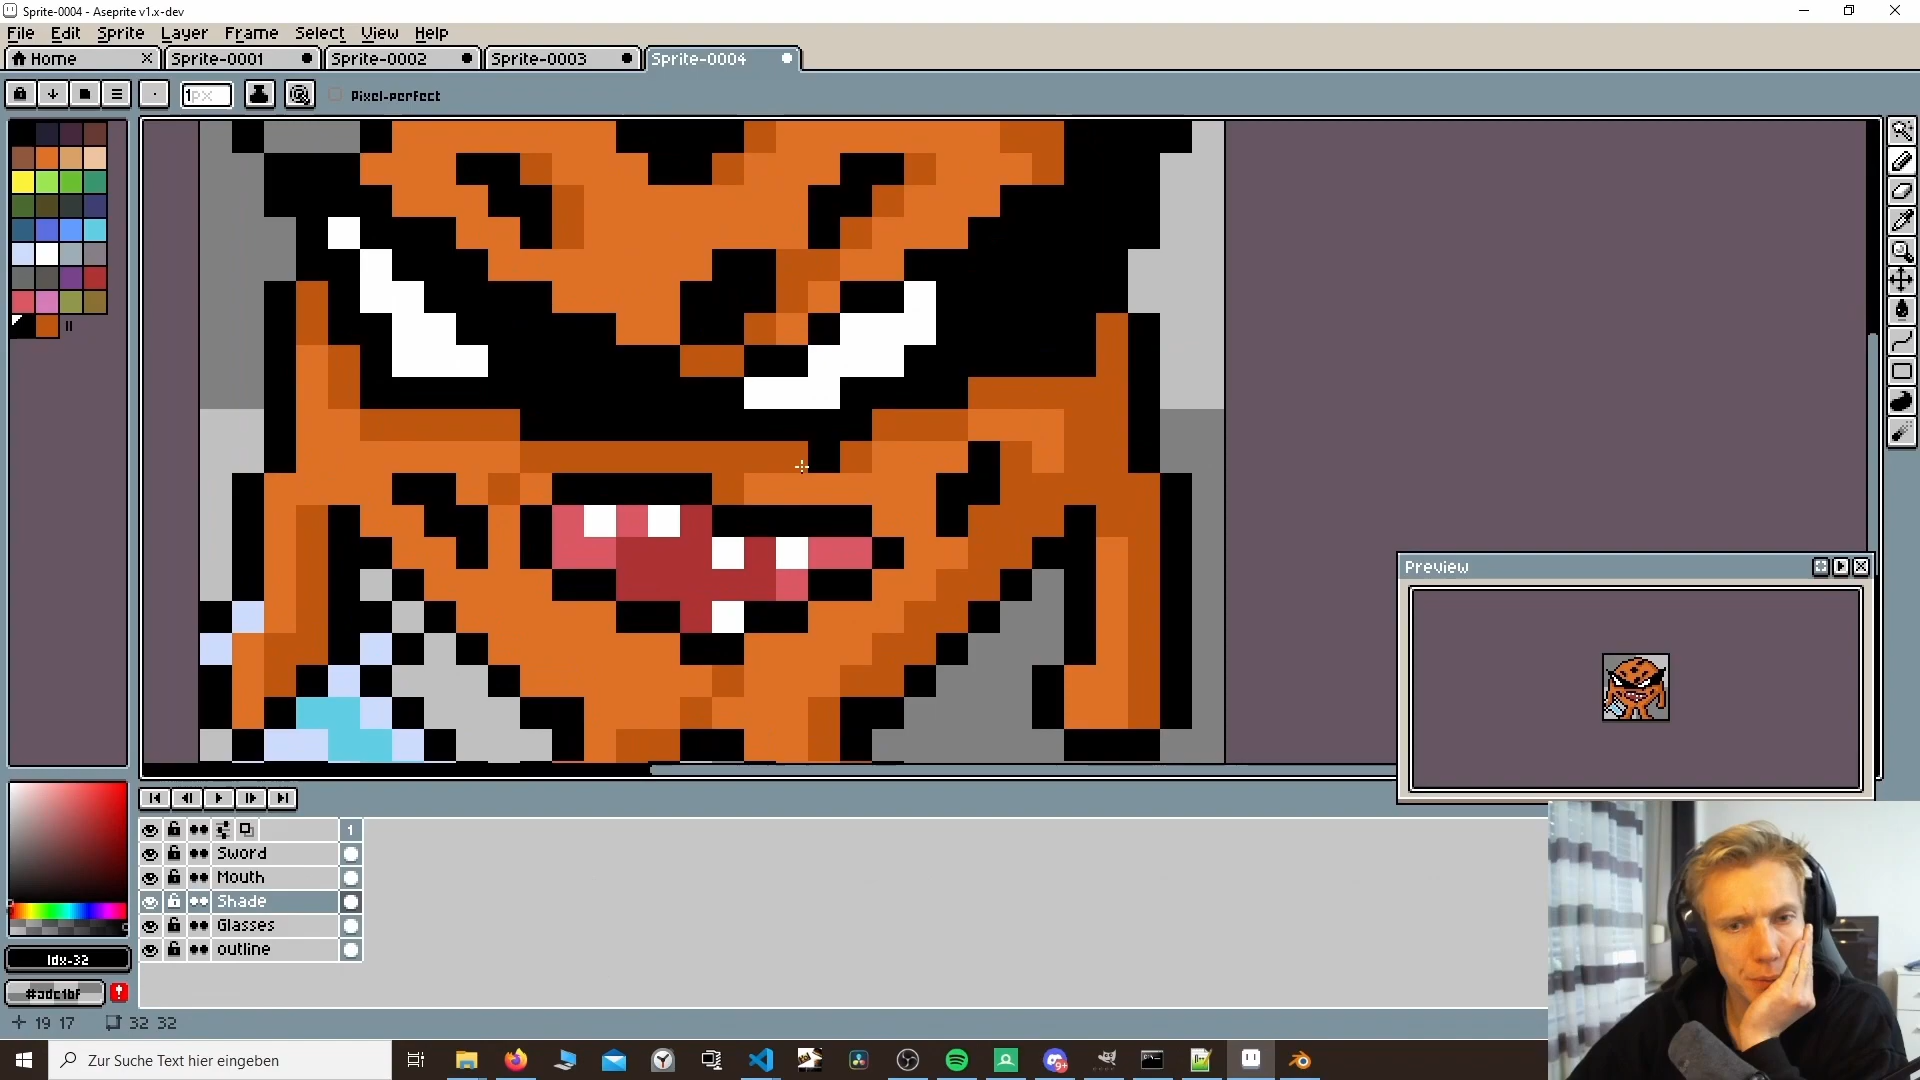 Sprite-0004 - Aseprite v1.x-dev
File Edit Sprite Layer Frame Select View Help
Home Sprite-0001 Sprite-0002 Sprite-0003 Sprite-0004
1px Pixel-perfect
Preview
1
Sword
Mouth
Shade
Glasses
outline
Idx-32
#adc1bf
19 17 32 32
Zur Suche Text hier eingeben
9+